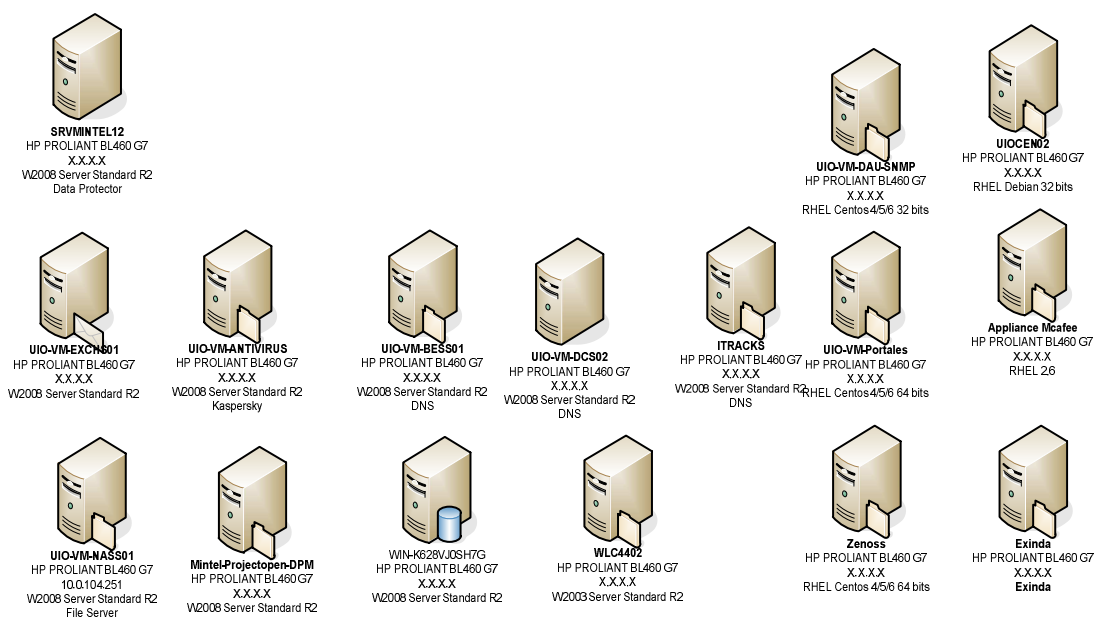 SRVMINTEL12
HP PROLIANT BL460 G7
X.X.X.X
W2008 Server Standard R2
Data Protector
UIO-VM-DAU-SNMP
HP PROLIANT BL460 G7
X.X.X.X
RHEL Centos 4/5/6 32 bits
UIOCEN02
HP PROLIANT BL460 G7
X.X.X.X
RHEL Debian 32 bits
UIO-VM-EXCHS01
HP PROLIANT BL460 G7
X.X.X.X
W2008 Server Standard R2
UIO-VM-ANTIVIRUS
HP PROLIANT BL460 G7
X.X.X.X
W2008 Server Standard R2
Kaspersky
UIO-VM-BESS01
HP PROLIANT BL460 G7
X.X.X.X
W2008 Server Standard R2
DNS
UIO-VM-DCS02
HP PROLIANT BL460 G7
X.X.X.X
W2008 Server Standard R2
DNS
ITRACKS
HP PROLIANT BL460 G7
X.X.X.X
W2008 Server Standard R2
DNS
UIO-VM-Portales
HP PROLIANT BL460 G7
X.X.X.X
RHEL Centos 4/5/6 64 bits
Appliance Mcafee
HP PROLIANT BL460 G7
X.X.X.X
RHEL 2.6
UIO-VM-NASS01
HP PROLIANT BL460 G7
10.0.104.251
W2008 Server Standard R2
File Server
Mintel-Projectopen-DPM
HP PROLIANT BL460 G7
X.X.X.X
W2008 Server Standard R2
WIN-K628VJ0SH7G
HP PROLIANT BL460 G7
X.X.X.X
W2008 Server Standard R2
WLC4402
HP PROLIANT BL460 G7
X.X.X.X
W2003 Server Standard R2
Zenoss
HP PROLIANT BL460 G7
X.X.X.X
RHEL Centos 4/5/6 64 bits
Exinda
HP PROLIANT BL460 G7
X.X.X.X
Exinda